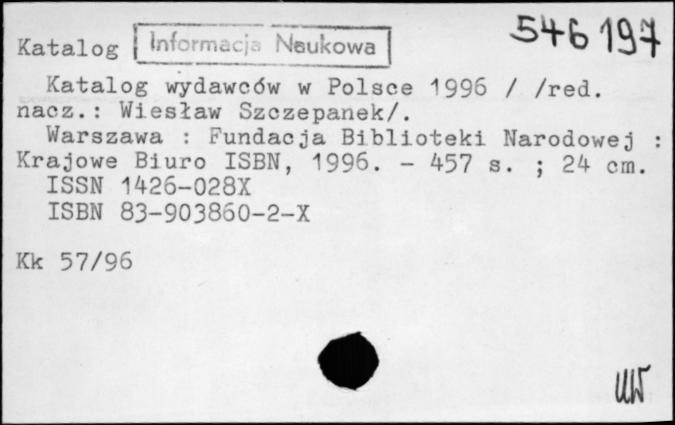 546 197
Katalog Informacja Naukowa
Katalog wydawców w Polsce 1996 / /red.
nacz.: Wiesław Szczepanek/.
Warszawa : Fundacja Biblioteki Narodowej :
Krajowe Biuro ISBN, 1996. - 457 s. ; 24 cm.
ISSN 1426-028X
ISBN 83-903860-2-X
Kk 57/96
UW